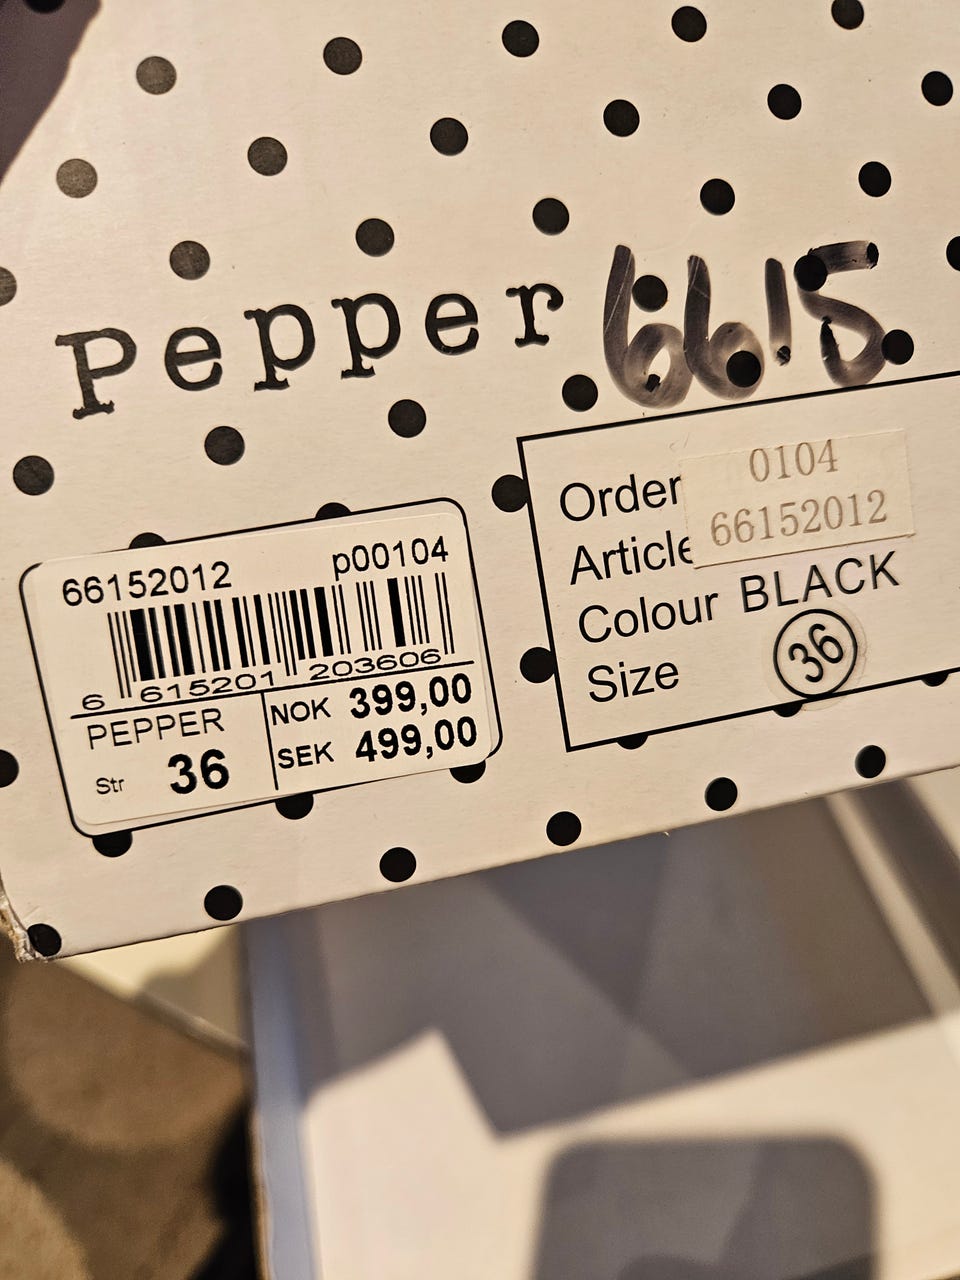 Pepper 6615
66152012 p00104
6 615201 203606
PEPPER
Str 36
NOK 399,00
SEK 499,00
Order 0104
Article 66152012
Colour BLACK
Size 36